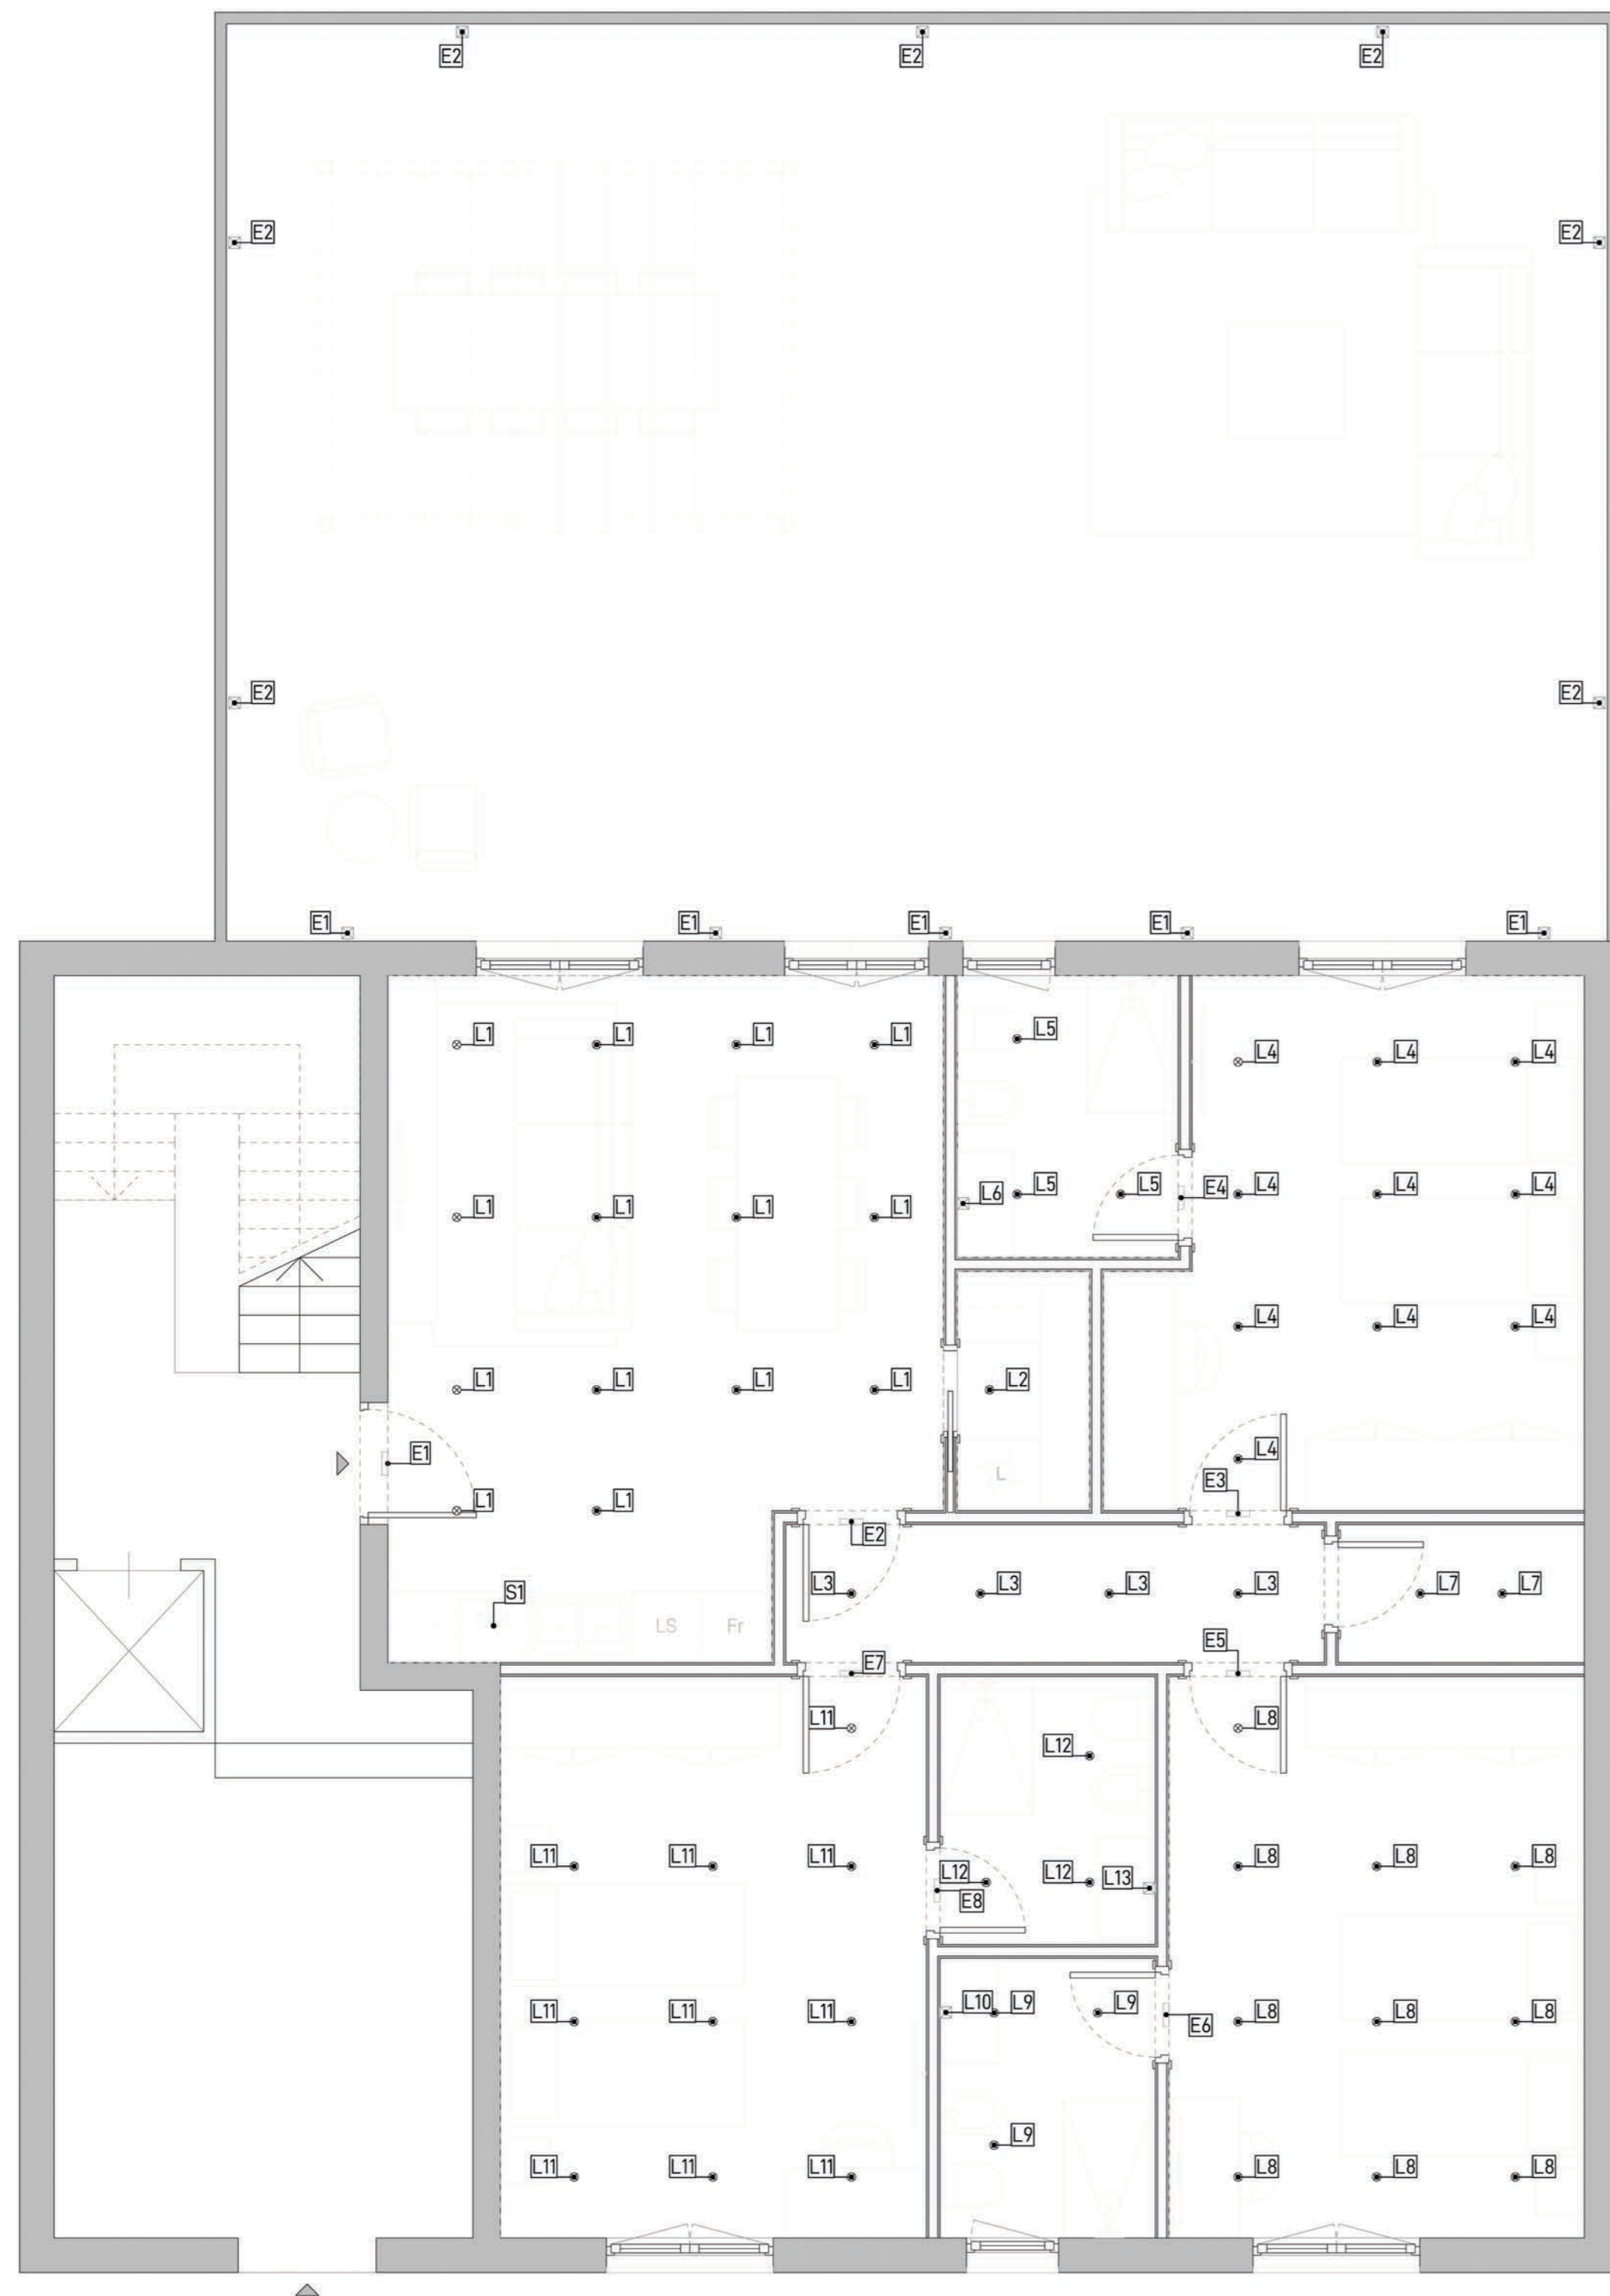 E2 E2 E2
E2 E2
E2 E2
E1 E1 E1 E1 E1
L1 L1 L1 L1 L5
L4 L4 L4
L6 L5 L5 E4 L4 L4 L4
L1 L1 L1 L1
L4 L4 L4
L1 L1 L1 L1 L2
E1 L4
L E3
L1 L1
E2
S1 L3 L3 L3 L3 L7 L7
LS Fr
E7 E5
L11 L8
L12
L11 L11 L11 L8 L8 L8
L12 L12 L13
E8
L10 L9 L9
L11 L11 L11 E6 L8 L8 L8
L9
L11 L11 L11 L8 L8 L8